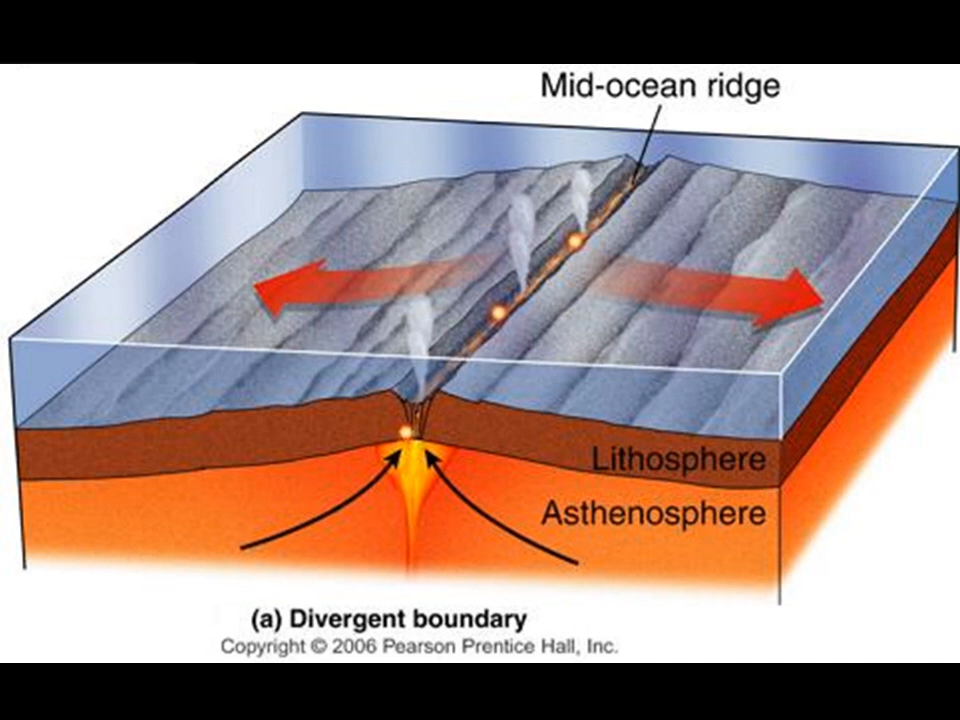 Mid-ocean ridge
Lithosphere
Asthenosphere
(a) Divergent boundary
Copyright © 2006 Pearson Prentice Hall, Inc.